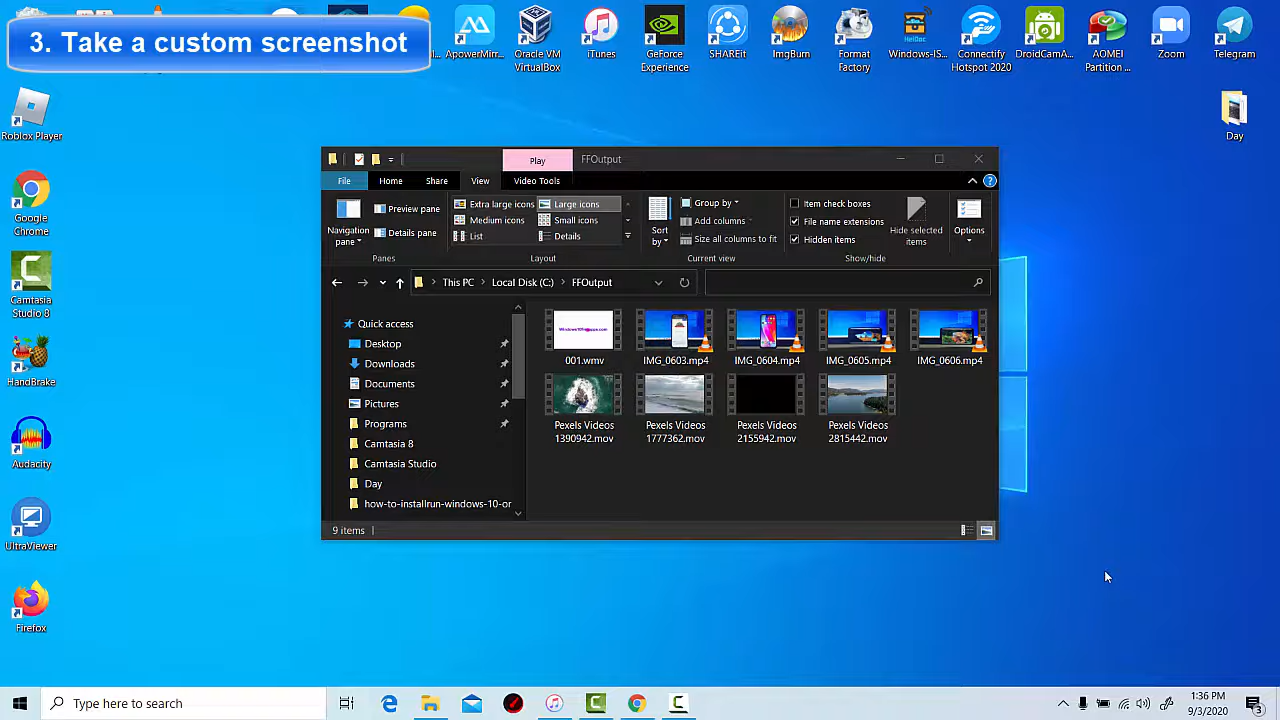 3. Take a custom screenshot
ApowerMirr...
Oracle VM
VirtualBox
iTunes
GeForce
Experience
SHAREit
ImgBurn
Format
Factory
Windows-IS...
Connectify
Hotspot 2020
DroidCamA...
AOMEI
Partition ...
Zoom
Telegram
Roblox Player
Day
Google
Chrome
Camtasia
Studio 8
HandBrake
Audacity
UltraViewer
Firefox
Play
FFOutput
File
Home
Share
View
Video Tools
Navigation
pane
Preview pane
Details pane
Panes
Extra large icons
Large icons
Medium icons
Small icons
List
Details
Layout
Sort
by
Group by
Add columns
Size all columns to fit
Current view
Item check boxes
File name extensions
Hidden items
Hide selected
items
Show/hide
Options
This PC
Local Disk (C:)
FFOutput
Quick access
Desktop
Downloads
Documents
Pictures
Programs
Camtasia 8
Camtasia Studio
Day
how-to-installrun-windows-10-or
001.wmv
IMG_0603.mp4
IMG_0604.mp4
IMG_0605.mp4
IMG_0606.mp4
Pexels Videos
1390942.mov
Pexels Videos
1777362.mov
Pexels Videos
2155942.mov
Pexels Videos
2815442.mov
9 items
Type here to search
1:36 PM
9/3/2020
3